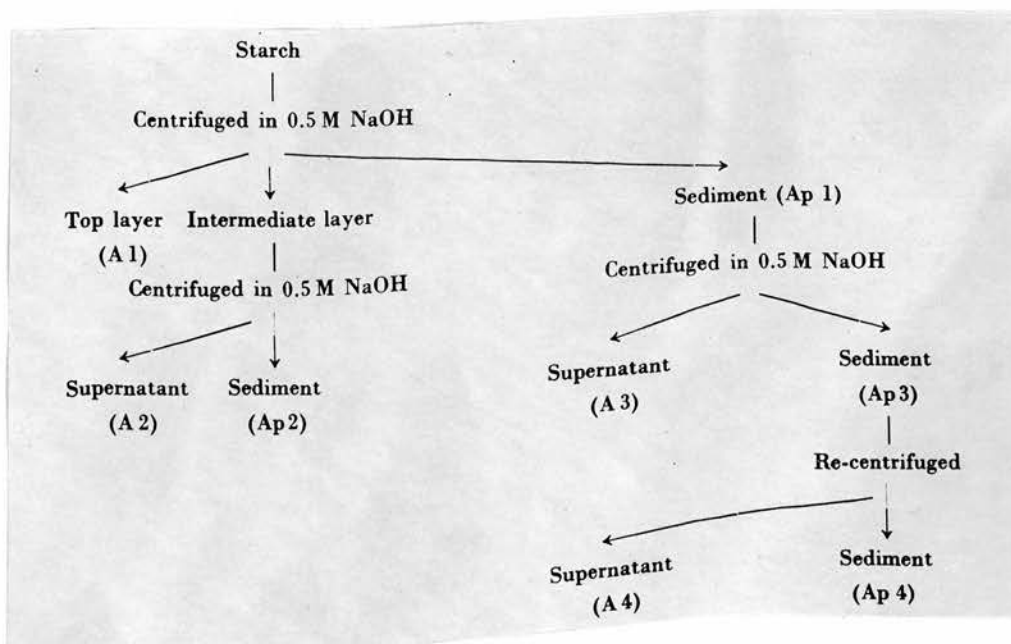 Starch
Centrifuged in 0.5 M NaOH
Top layer
(A 1)
Intermediate layer
Centrifuged in 0.5 M NaOH
Supernatant
(A 2)
Sediment
(Ap 2)
Sediment (Ap 1)
Centrifuged in 0.5 M NaOH
Supernatant
(A 3)
Sediment
(Ap 3)
Re-centrifuged
Supernatant
(A 4)
Sediment
(Ap 4)